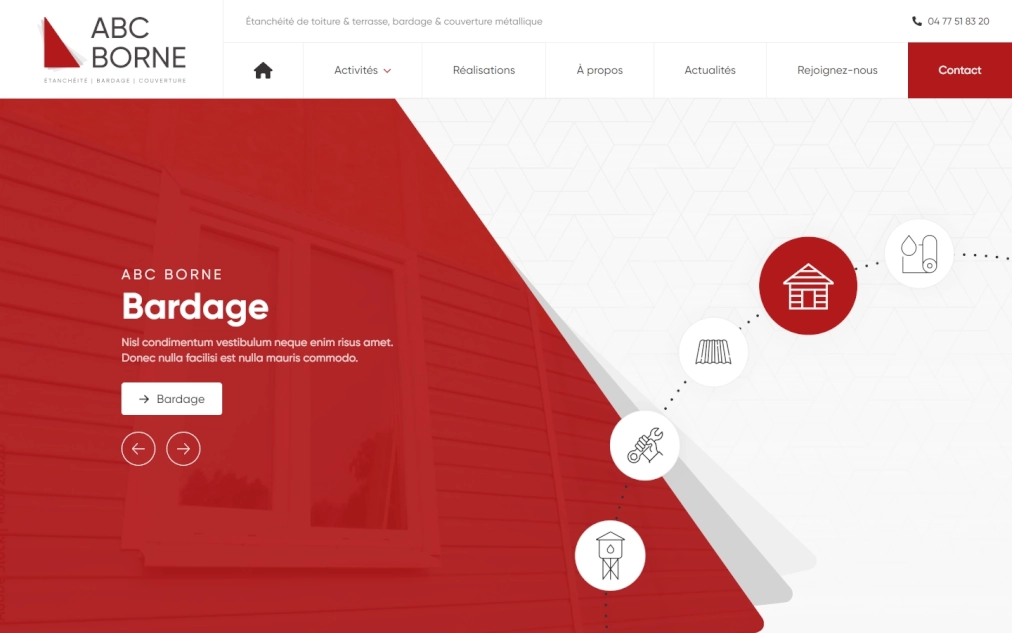 ABC
BORNE
ÉTANCHÉITÉ | BARDAGE | COUVERTURE
Étanchéité de toiture & terrasse, bardage & couverture métallique
04 77 51 83 20
Activités
Réalisations
À propos
Actualités
Rejoignez-nous
Contact
ABC BORNE
Bardage
Nisl condimentum vestibulum neque enim risus amet.
Donec nulla facilisi est nulla mauris commodo.
Bardage